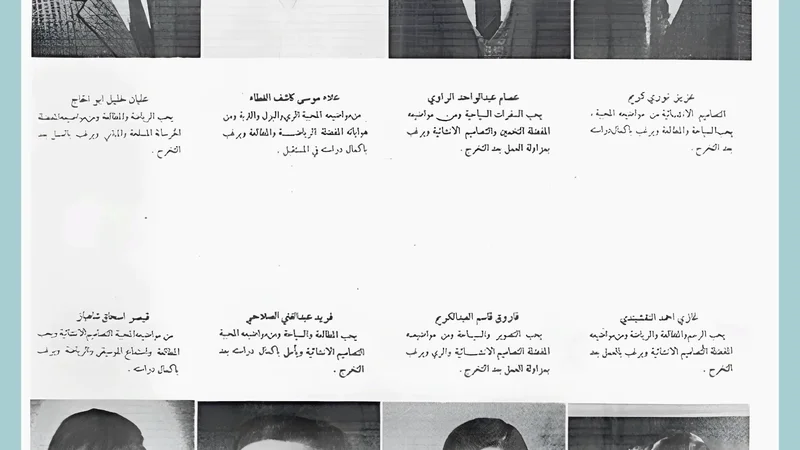 عزيز نوري كريم
التصاميم الانشائية من مواضيعه المحببة ،
يحب السياحة والمطالعة ويرغب باكمال دراسته
بعد التخرج .
عصام عبدالواحد الراوي
يحب السفرات السياحية ومن مواضيعه
المفضلة التخمين والتصاميم الانشائية ويرغب
بمزاولة العمل بعد التخرج .
علاء موسى كاشف الغطاء
من مواضيعه المحببة الري والبزل والتربة ومن
هواياته المفضلة الرياضة والمطالعة ويرغب
باكمال دراسته في المستقبل .
عليان خليل ابو الحاج
يحب الرياضة والمطالعة ومن مواضيعه المفضلة
الخرسانة المسلحة والمباني ويرغب بالعمل بعد
التخرج .
غازي احمد النقشبندي
يحب الرسم والمطالعة والرياضة ومن مواضيعه
المفضلة التصاميم الانشائية ويرغب بالعمل بعد
التخرج .
فاروق قاسم العبدالكريم
يحب التصوير والسياحة ومن مواضيعه
المفضلة التصاميم الانشائية والري ويرغب
بمزاولة العمل بعد التخرج .
فريد عبدالغني الصلاحي
يحب المطالعة والسياحة ومن مواضيعه المحببة
التصاميم الانشائية ويأمل باكمال دراسته بعد
التخرج .
قيصر اسحاق شاهباز
من مواضيعه المحببة التصاميم الانشائية ويحب
المطالعة واستماع الموسيقى والرياضة ويرغب
باكمال دراسته .